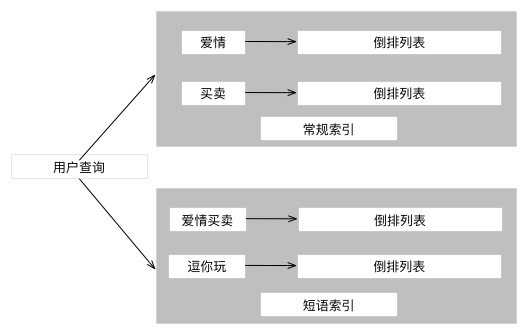 爱情 倒排列表
买卖 倒排列表
常规索引
用户查询
爱情买卖 倒排列表
逗你玩 倒排列表
短语索引